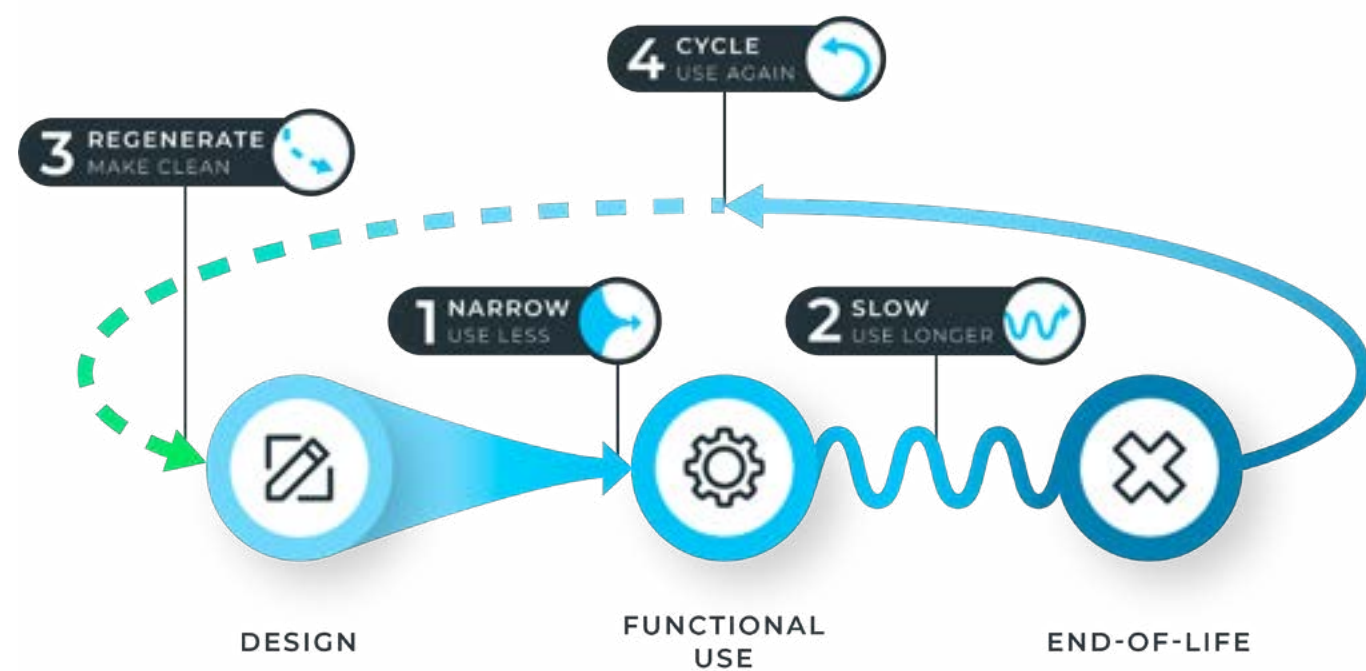 4 CYCLE
USE AGAIN
3 REGENERATE
MAKE CLEAN
1 NARROW
USE LESS
2 SLOW
USE LONGER
DESIGN
FUNCTIONAL
USE
END-OF-LIFE